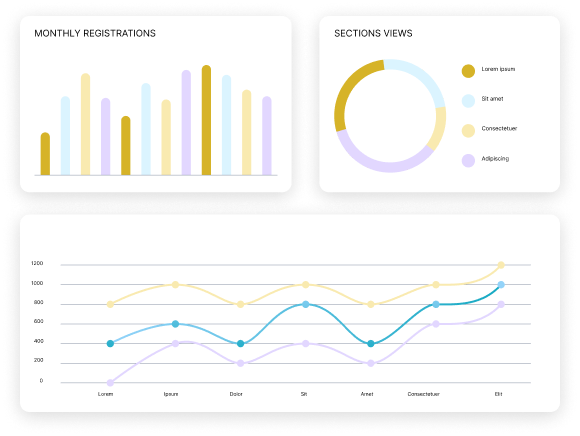 MONTHLY REGISTRATIONS
SECTIONS VIEWS
Lorem ipsum
Sit amet
Consectetuer
Adipiscing
1200
1000
800
600
400
200
0
Lorem Ipsum Dolor Sit Amet Consectetuer Elit